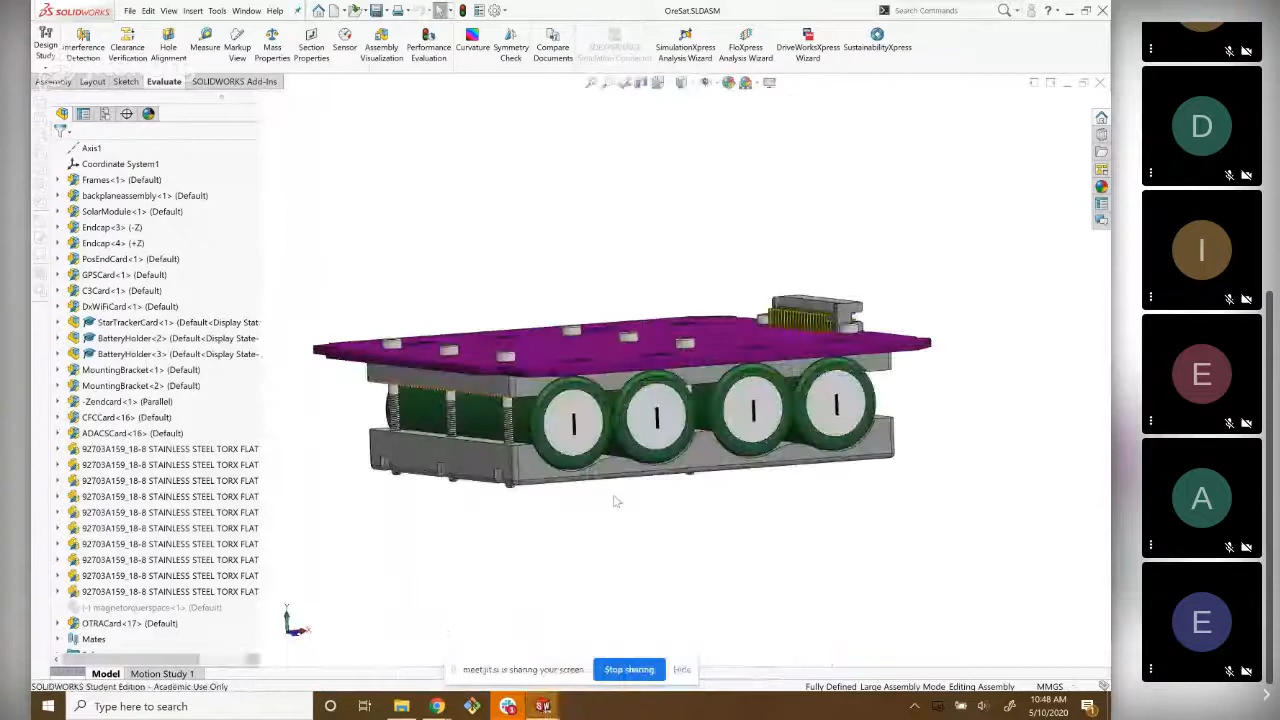 SOLIDWORKS File Edit View Insert Tools Window Help OreSat.SLDASM Search Commands
Design Study Interference Detection Clearance Verification Hole Alignment Measure Markup View Mass Properties Section Properties Sensor Assembly Visualization Performance Evaluation Curvature Symmetry Check Compare Documents SimulationXpress Analysis Wizard FloXpress Analysis Wizard DriveWorksXpress Wizard SustainabilityXpress
Assembly Layout Sketch Evaluate SOLIDWORKS Add-Ins
Axis1
Coordinate System1
Frames<1> (Default)
backplaneassembly<1> (Default)
SolarModule<1> (Default)
Endcap<3> (-Z)
Endcap<4> (+Z)
PosEndCard<1> (Default)
GPSCard<1> (Default)
C3Card<1> (Default)
DxWiFiCard<1> (Default)
StarTrackerCard<1> (Default<Display Stat
BatteryHolder<2> (Default<Display State-
BatteryHolder<3> (Default<Display State-
MountingBracket<1> (Default)
MountingBracket<2> (Default)
-Zendcard<1> (Parallel)
CFCCard<16> (Default)
ADACSCard<16> (Default)
92703A159_18-8 STAINLESS STEEL TORX FLAT
92703A159_18-8 STAINLESS STEEL TORX FLAT
92703A159_18-8 STAINLESS STEEL TORX FLAT
92703A159_18-8 STAINLESS STEEL TORX FLAT
92703A159_18-8 STAINLESS STEEL TORX FLAT
92703A159_18-8 STAINLESS STEEL TORX FLAT
92703A159_18-8 STAINLESS STEEL TORX FLAT
92703A159_18-8 STAINLESS STEEL TORX FLAT
92703A159_18-8 STAINLESS STEEL TORX FLAT
92703A159_18-8 STAINLESS STEEL TORX FLAT
(-) magnetorquerspace<1> (Default)
OTRACard<17> (Default)
Mates
Y
X
D
I
E
A
E
meet.jit.si is sharing your screen. Stop sharing Hide
Model Motion Study 1
SOLIDWORKS Student Edition - Academic Use Only Fully Defined Large Assembly Mode Editing Assembly MMGS
Type here to search
10:48 AM
5/10/2020